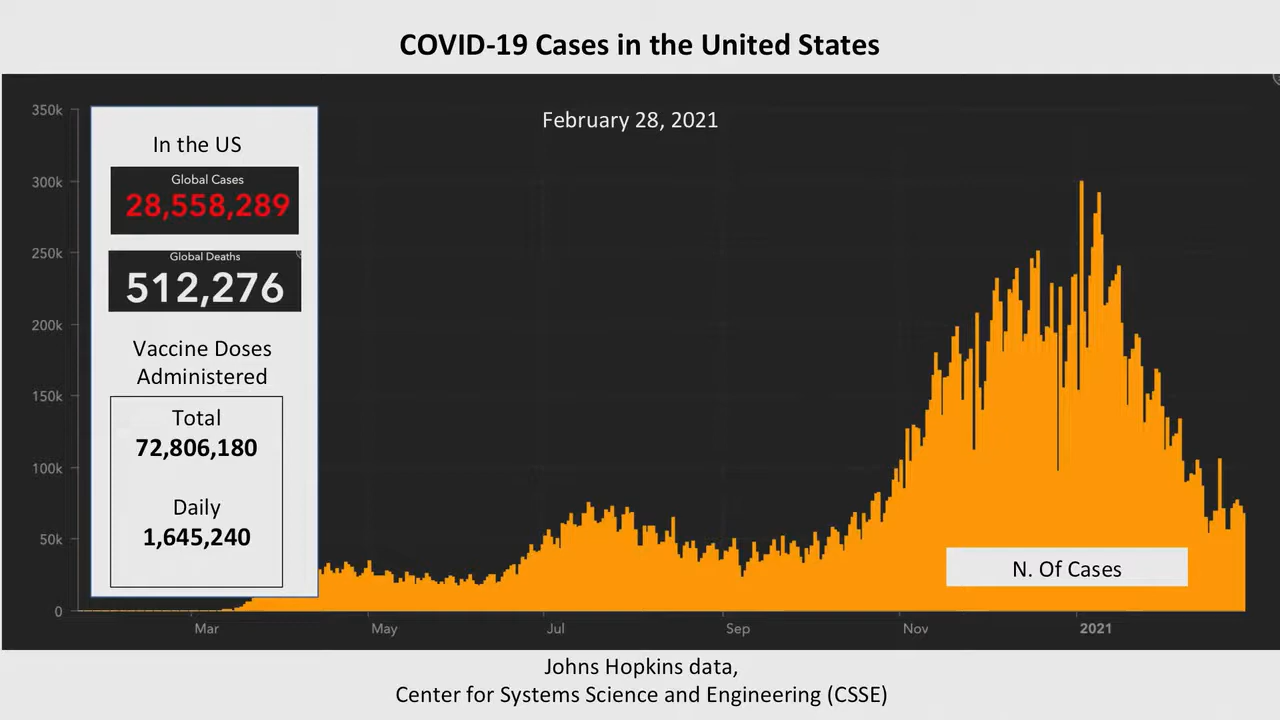 COVID-19 Cases in the United States
February 28, 2021
350k
300k
250k
200k
150k
100k
50k
0
In the US
Global Cases
28,558,289
Global Deaths
512,276
Vaccine Doses
Administered
Total
72,806,180
Daily
1,645,240
N. Of Cases
Mar
May
Jul
Sep
Nov
2021
Johns Hopkins data,
Center for Systems Science and Engineering (CSSE)